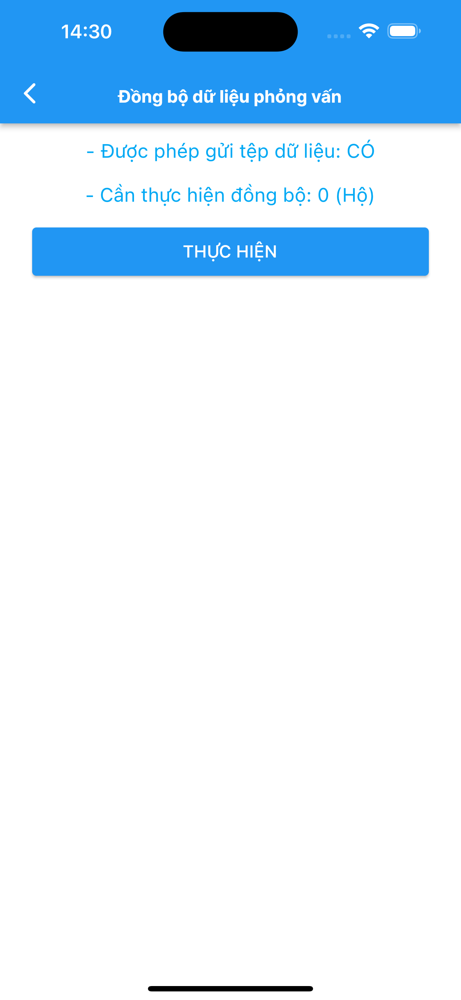 14:30
Đồng bộ dữ liệu phỏng vấn
- Được phép gửi tệp dữ liệu: CÓ
- Cần thực hiện đồng bộ: 0 (Hộ)
THỰC HIỆN